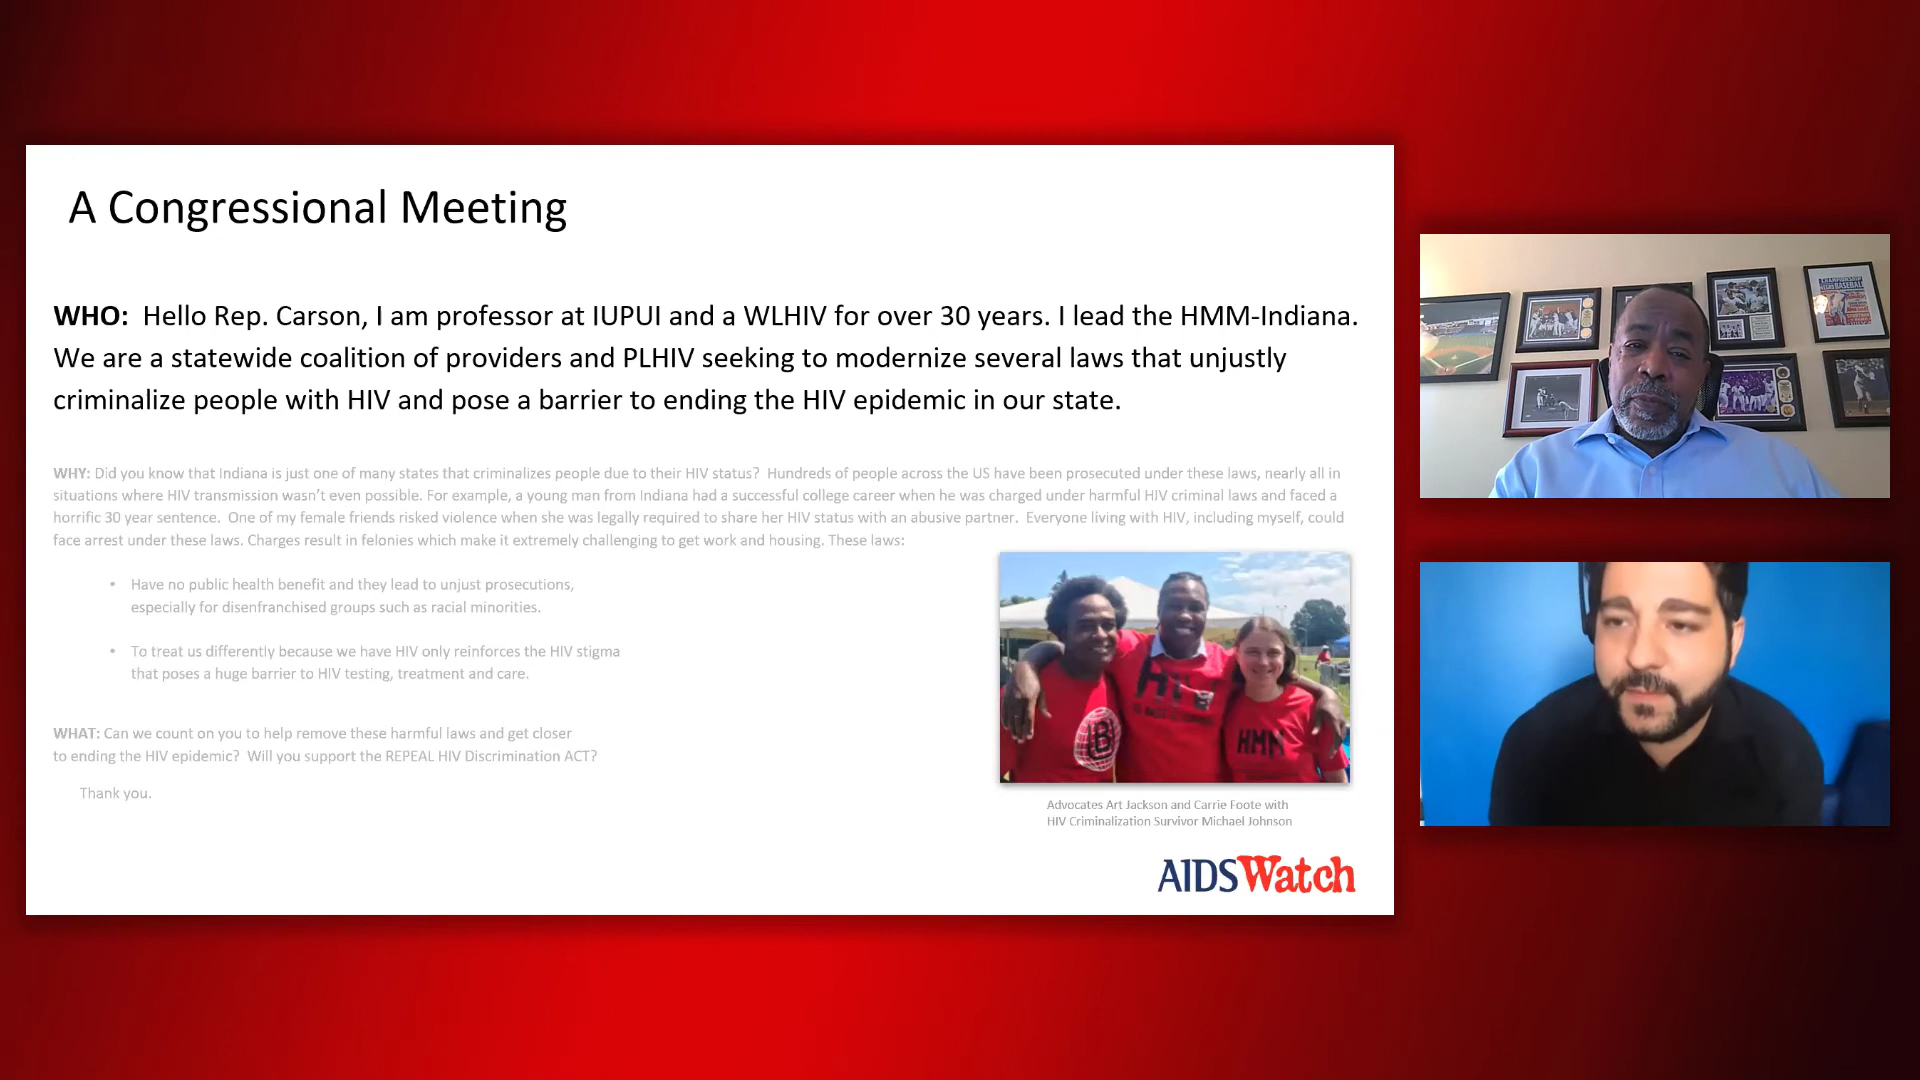 A Congressional Meeting
WHO: Hello Rep. Carson, I am professor at IUPUI and a WLHIV for over 30 years. I lead the HMM-Indiana.
We are a statewide coalition of providers and PLHIV seeking to modernize several laws that unjustly
criminalize people with HIV and pose a barrier to ending the HIV epidemic in our state.
WHY: Did you know that Indiana is just one of many states that criminalizes people due to their HIV status? Hundreds of people across the US have been prosecuted under these laws, nearly all in
situations where HIV transmission wasn't even possible. For example, a young man from Indiana had a successful college career when he was charged under harmful HIV criminal laws and faced a
horrific 30 year sentence. One of my female friends risked violence when she was legally required to share her HIV status with an abusive partner. Everyone living with HIV, including myself, could
face arrest under these laws. Charges result in felonies which make it extremely challenging to get work and housing. These laws:
• Have no public health benefit and they lead to unjust prosecutions,
especially for disenfranchised groups such as racial minorities.
• To treat us differently because we have HIV only reinforces the HIV stigma
that poses a huge barrier to HIV testing, treatment and care.
WHAT: Can we count on you to help remove these harmful laws and get closer
to ending the HIV epidemic? Will you support the REPEAL HIV Discrimination ACT?
Thank you.
HMM
Advocates Art Jackson and Carrie Foote with
HIV Criminalization Survivor Michael Johnson
AIDSWatch
BASEBALL